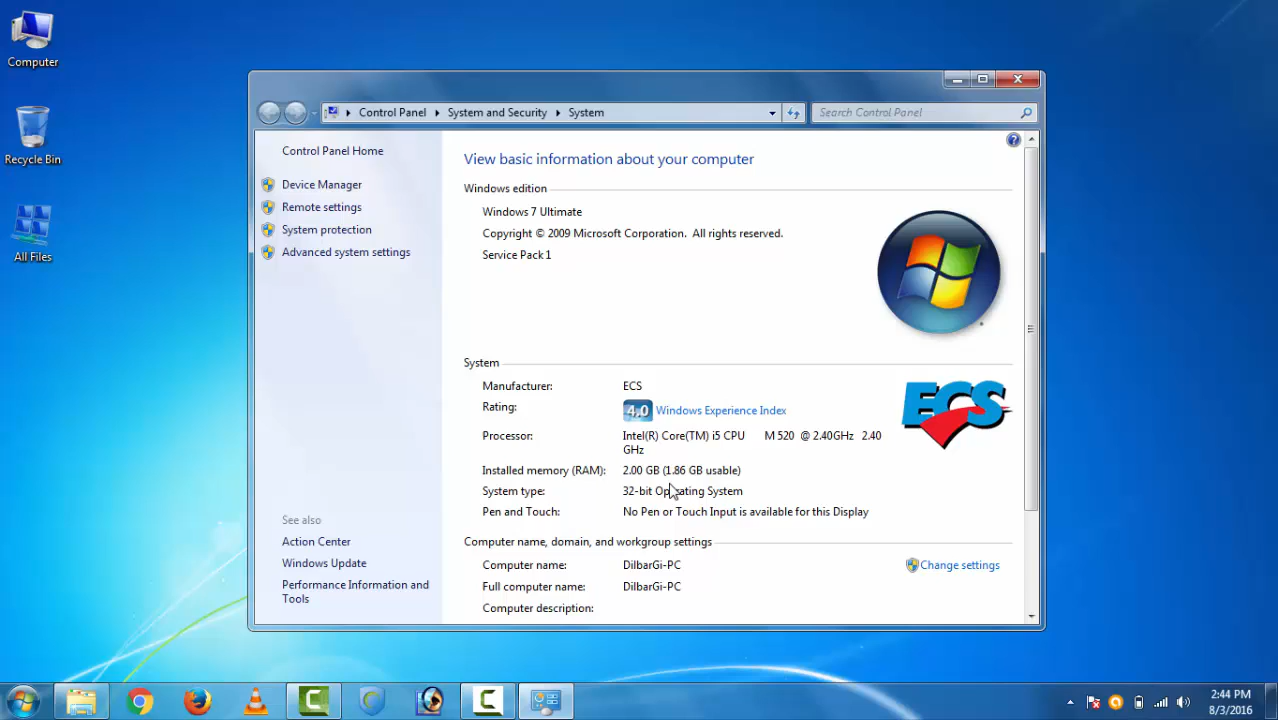 Computer
Recycle Bin
All Files
Control Panel System and Security System
Search Control Panel
Control Panel Home
Device Manager
Remote settings
System protection
Advanced system settings
See also
Action Center
Windows Update
Performance Information and
Tools
View basic information about your computer
Windows edition
Windows 7 Ultimate
Copyright © 2009 Microsoft Corporation. All rights reserved.
Service Pack 1
System
Manufacturer: ECS
Rating: 4.0 Windows Experience Index
Processor: Intel(R) Core(TM) i5 CPU M 520 @ 2.40GHz 2.40
GHz
Installed memory (RAM): 2.00 GB (1.86 GB usable)
System type: 32-bit Operating System
Pen and Touch: No Pen or Touch Input is available for this Display
ECS
Computer name, domain, and workgroup settings
Computer name: DilbarGi-PC
Change settings
Full computer name: DilbarGi-PC
Computer description:
2:44 PM
8/3/2016